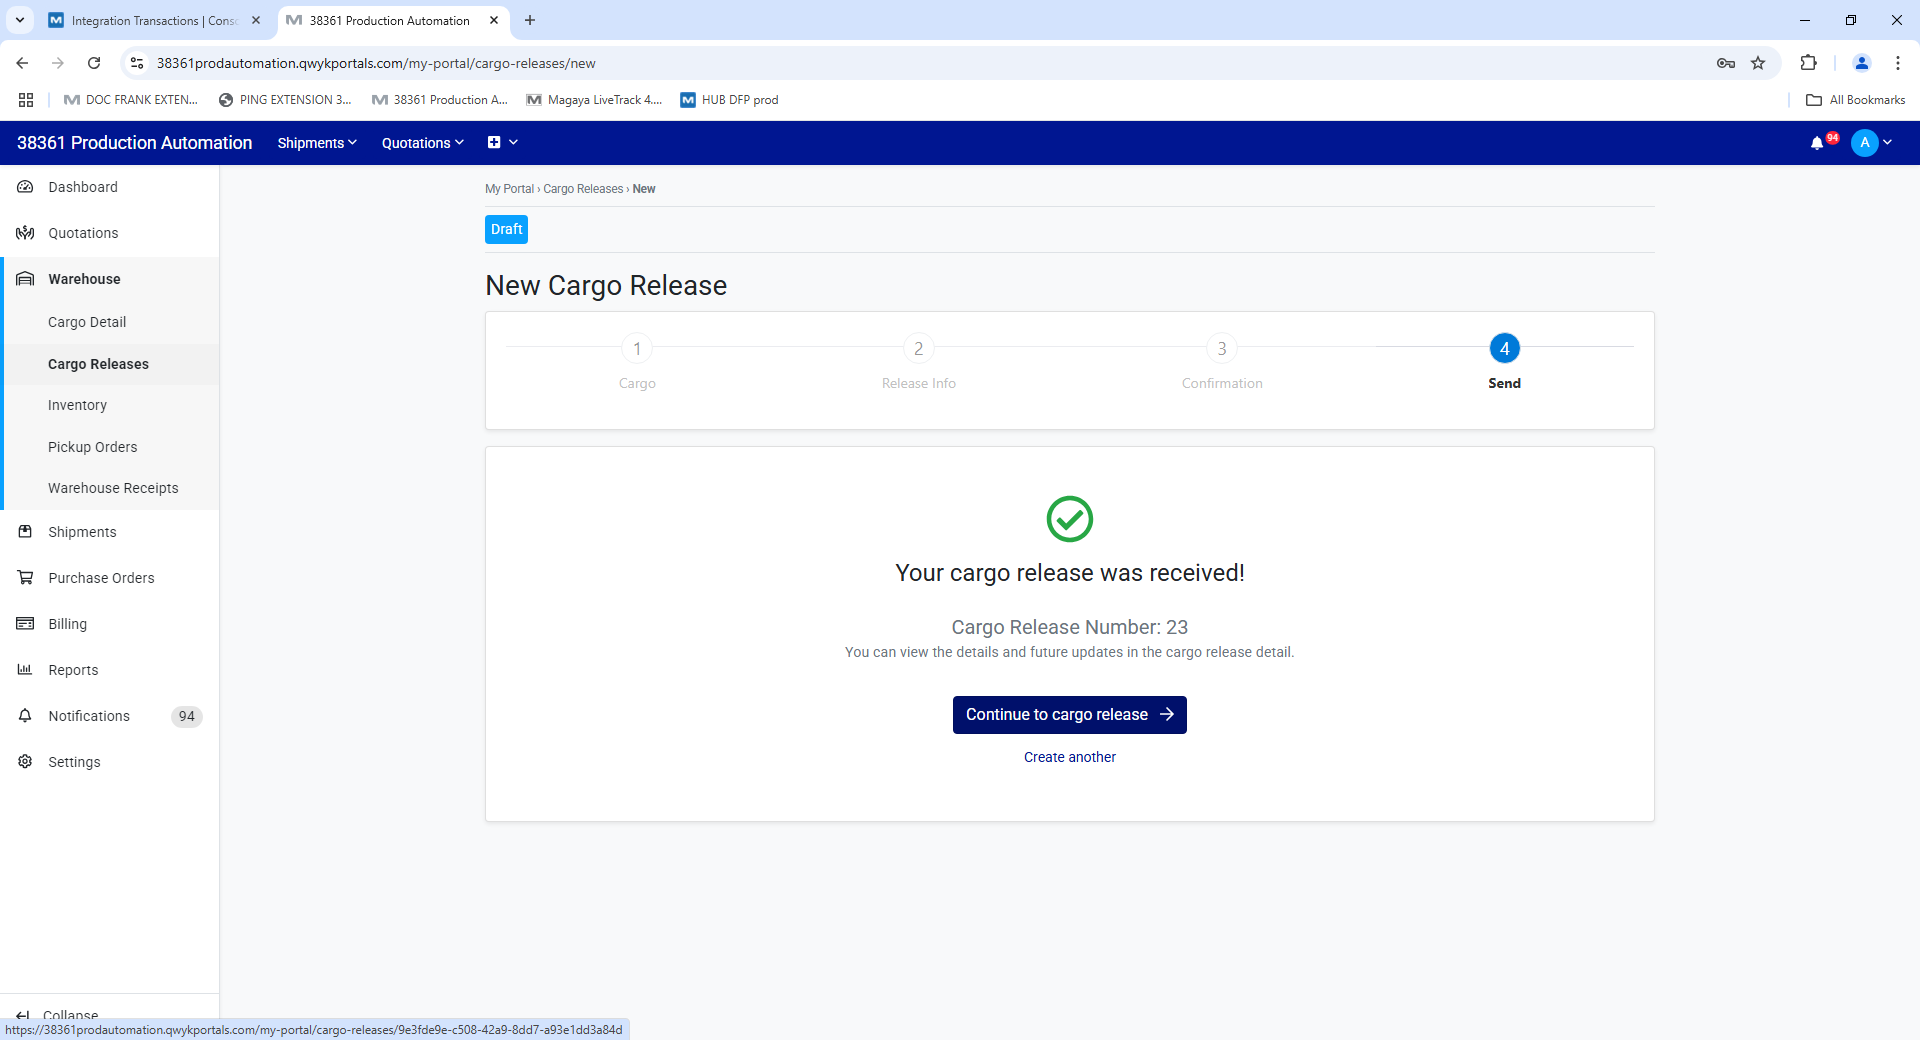 Integration Transactions | Conso
38361 Production Automation
38361prodautomation.qwykportals.com/my-portal/cargo-releases/new
DOC FRANK EXTEN...
PING EXTENSION 3...
38361 Production A...
Magaya LiveTrack 4....
HUB DFP prod
All Bookmarks
38361 Production Automation
Shipments
Quotations
94
A
Dashboard
Quotations
Warehouse
Cargo Detail
Cargo Releases
Inventory
Pickup Orders
Warehouse Receipts
Shipments
Purchase Orders
Billing
Reports
Notifications 94
Settings
Collapse
My Portal › Cargo Releases › New
Draft
New Cargo Release
1
Cargo
2
Release Info
3
Confirmation
4
Send
Your cargo release was received!
Cargo Release Number: 23
You can view the details and future updates in the cargo release detail.
Continue to cargo release
Create another
https://38361prodautomation.qwykportals.com/my-portal/cargo-releases/9e3fde9e-c508-42a9-8dd7-a93e1dd3a84d